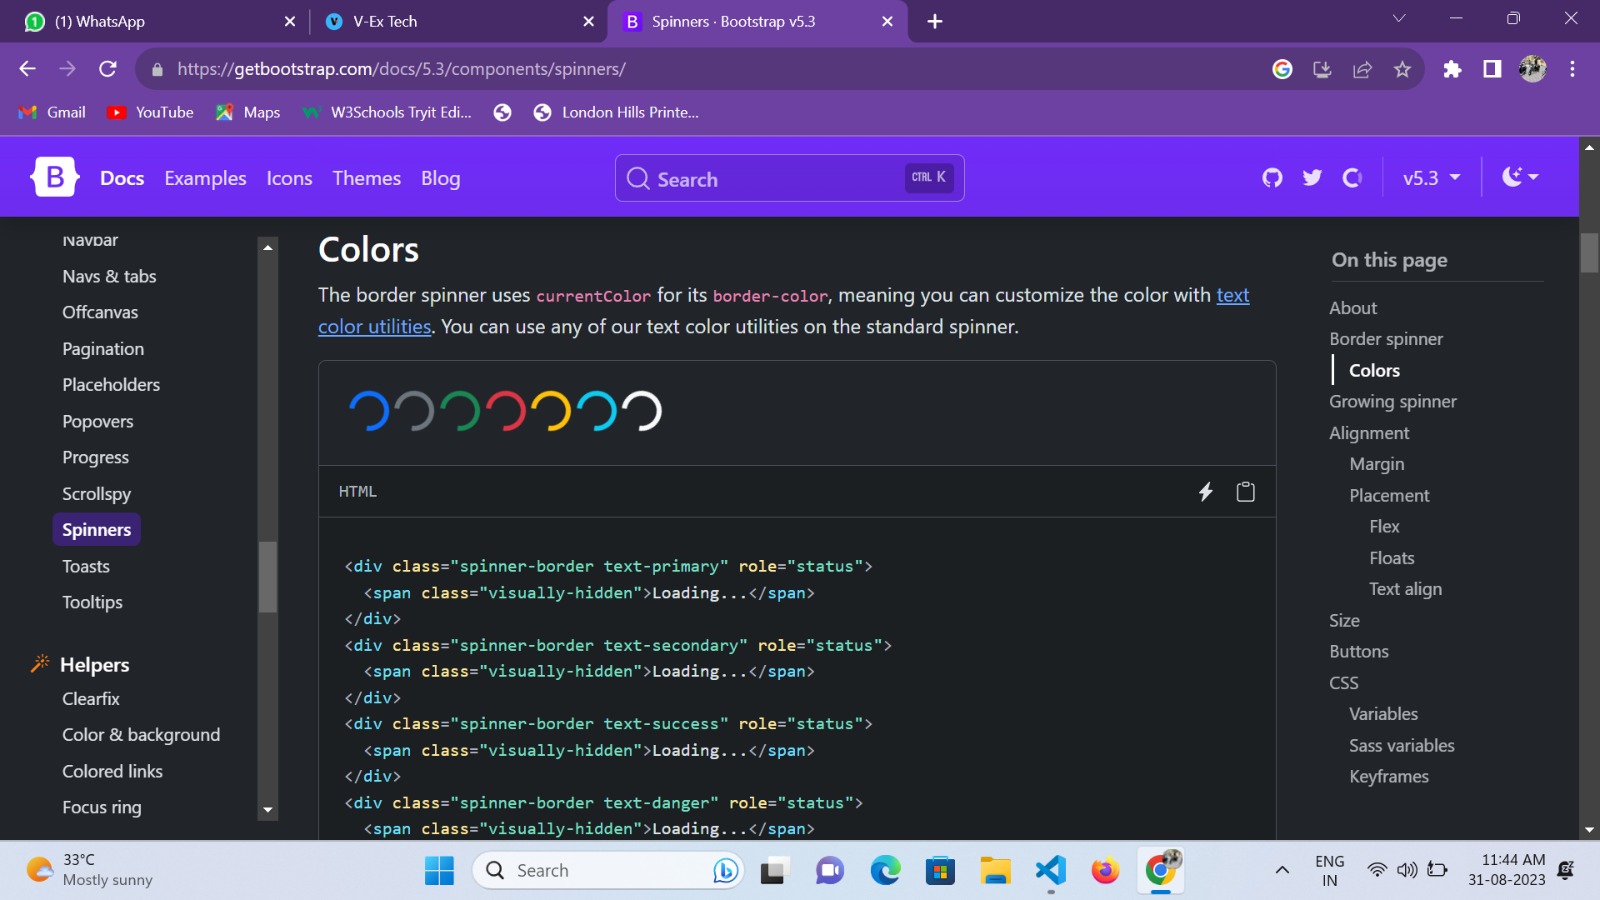 (1) WhatsApp
V-Ex Tech
Spinners · Bootstrap v5.3
https://getbootstrap.com/docs/5.3/components/spinners/
Gmail
YouTube
Maps
W3Schools Tryit Edi...
London Hills Printe...
B
Docs
Examples
Icons
Themes
Blog
Search
CTRL K
v5.3
Navbar
Navs & tabs
Offcanvas
Pagination
Placeholders
Popovers
Progress
Scrollspy
Spinners
Toasts
Tooltips
Helpers
Clearfix
Color & background
Colored links
Focus ring
Colors
The border spinner uses currentColor for its border-color, meaning you can customize the color with text
color utilities. You can use any of our text color utilities on the standard spinner.
HTML
<div class="spinner-border text-primary" role="status">
  <span class="visually-hidden">Loading...</span>
</div>
<div class="spinner-border text-secondary" role="status">
  <span class="visually-hidden">Loading...</span>
</div>
<div class="spinner-border text-success" role="status">
  <span class="visually-hidden">Loading...</span>
</div>
<div class="spinner-border text-danger" role="status">
  <span class="visually-hidden">Loading...</span>
On this page
About
Border spinner
Colors
Growing spinner
Alignment
Margin
Placement
Flex
Floats
Text align
Size
Buttons
CSS
Variables
Sass variables
Keyframes
33°C
Mostly sunny
Search
ENG
IN
11:44 AM
31-08-2023